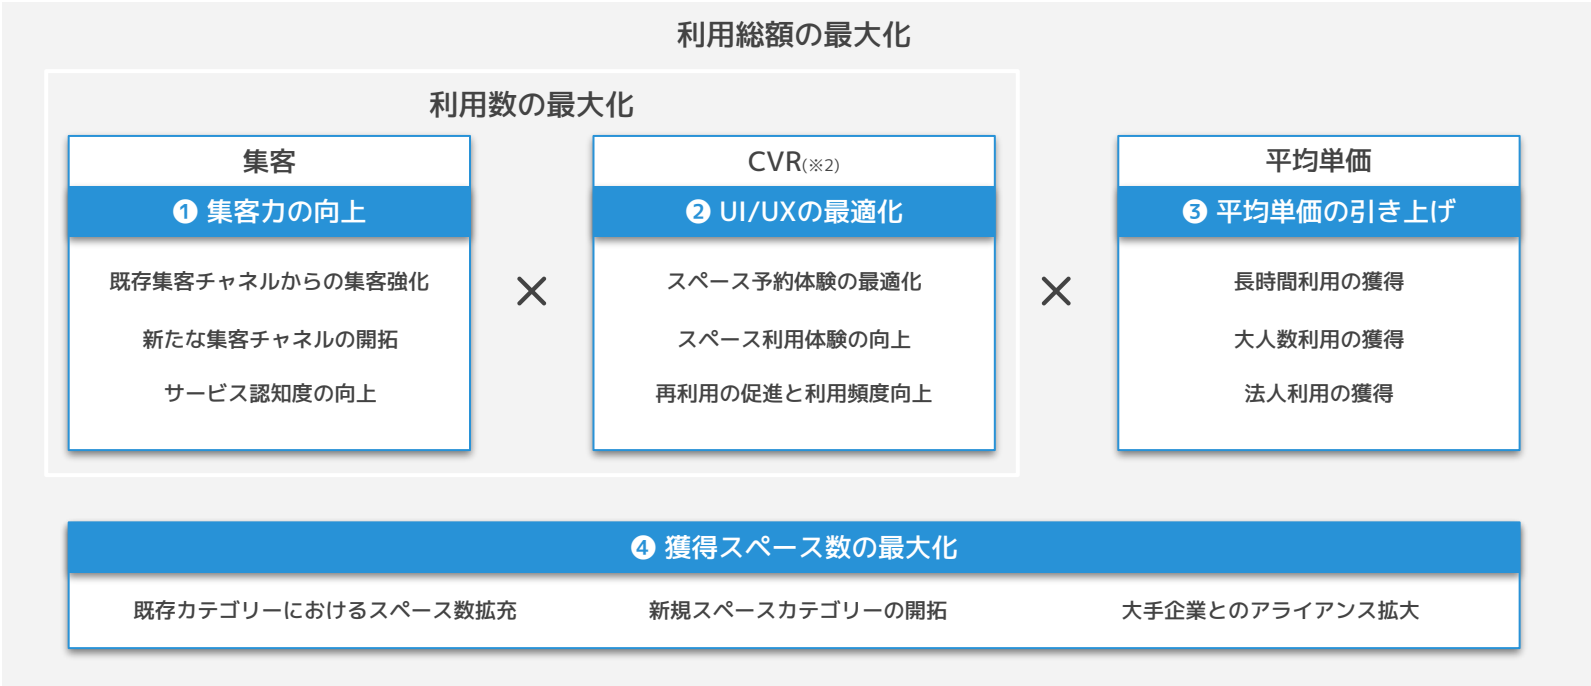 利用総額の最大化
利用数の最大化
集客
❶ 集客力の向上
既存集客チャネルからの集客強化
新たな集客チャネルの開拓
サービス認知度の向上
×
CVR(※2)
❷ UI/UXの最適化
スペース予約体験の最適化
スペース利用体験の向上
再利用の促進と利用頻度向上
×
平均単価
❸ 平均単価の引き上げ
長時間利用の獲得
大人数利用の獲得
法人利用の獲得
❹ 獲得スペース数の最大化
既存カテゴリーにおけるスペース数拡充
新規スペースカテゴリーの開拓
大手企業とのアライアンス拡大